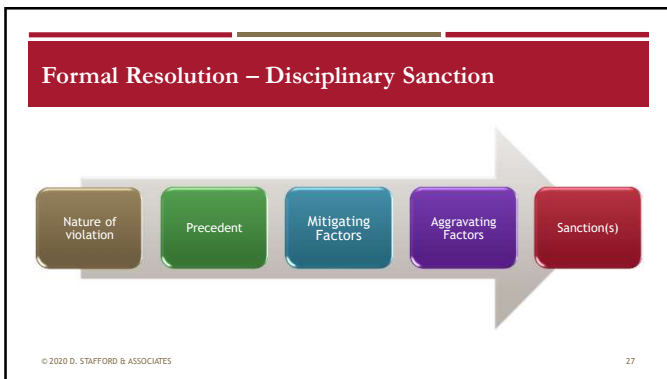 Formal Resolution – Disciplinary Sanction
Nature of
violation
Precedent
Mitigating
Factors
Aggravating
Factors
Sanction(s)
© 2020 D. STAFFORD & ASSOCIATES
27